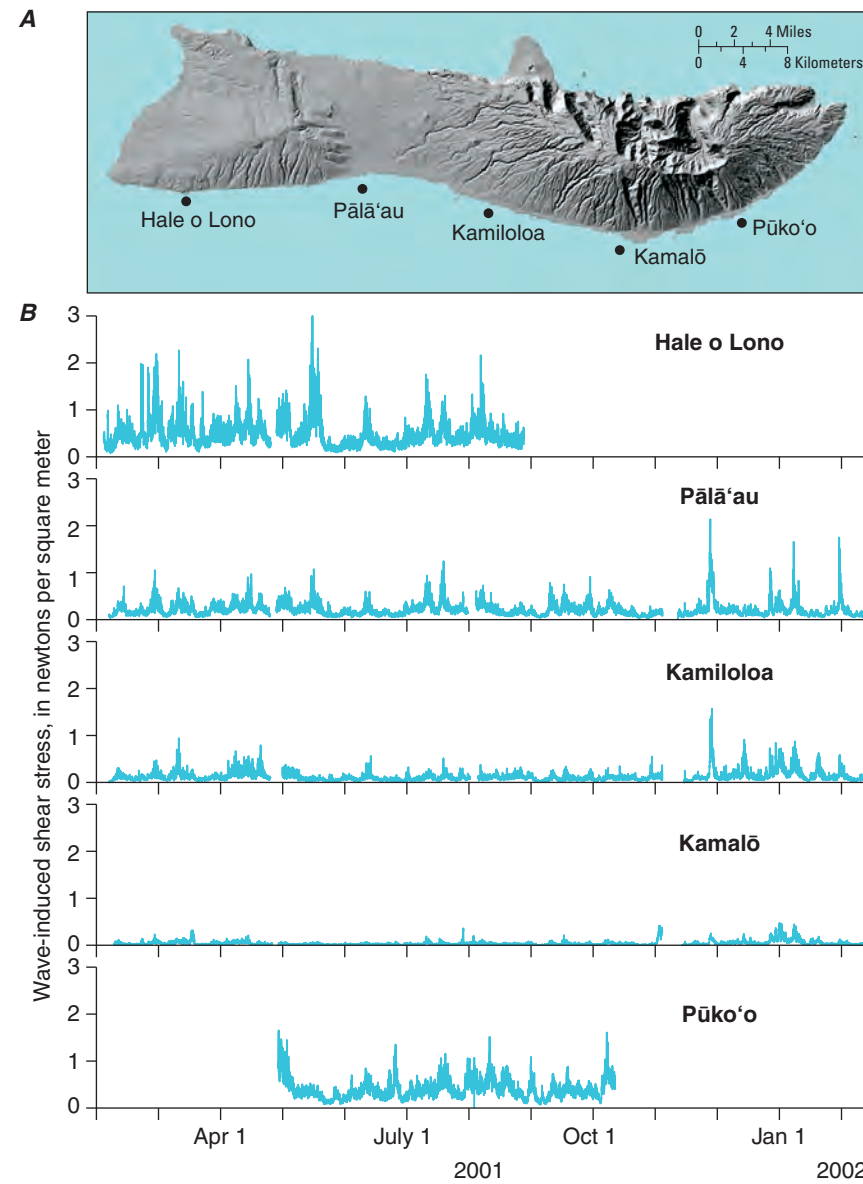 A
0 2 4 Miles
0 4 8 Kilometers
Hale o Lono
Pālā‘au
Kamiloloa
Kamalō
Pūko‘o
B
Wave-induced shear stress, in newtons per square meter
3
Hale o Lono
2
1
0
3
Pālā‘au
2
1
0
3
Kamiloloa
2
1
0
3
Kamalō
2
1
0
3
Pūko‘o
2
1
0
Apr 1 July 1 Oct 1 Jan 1
2001 2002